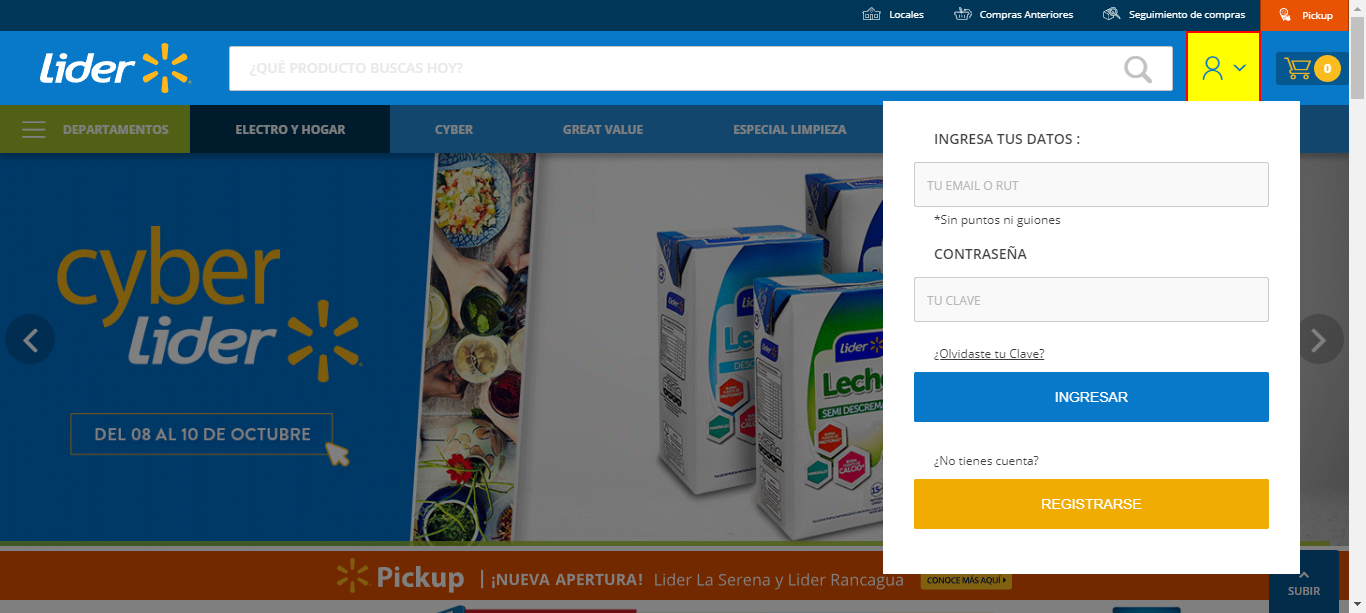 Locales
Compras Anteriores
Seguimiento de compras
Pickup
Lider
¿QUÉ PRODUCTO BUSCAS HOY?
0
DEPARTAMENTOS
ELECTRO Y HOGAR
CYBER
GREAT VALUE
ESPECIAL LIMPIEZA
INGRESA TUS DATOS :
TU EMAIL O RUT
*Sin puntos ni guiones
CONTRASEÑA
TU CLAVE
¿Olvidaste tu Clave?
INGRESAR
¿No tienes cuenta?
REGISTRARSE
cyber
lider
DEL 08 AL 10 DE OCTUBRE
lider
Leche
SEMI DESCREM
Pickup | ¡NUEVA APERTURA! Lider La Serena y Lider Rancagua
CONOCE MÁS AQUÍ
SUBIR